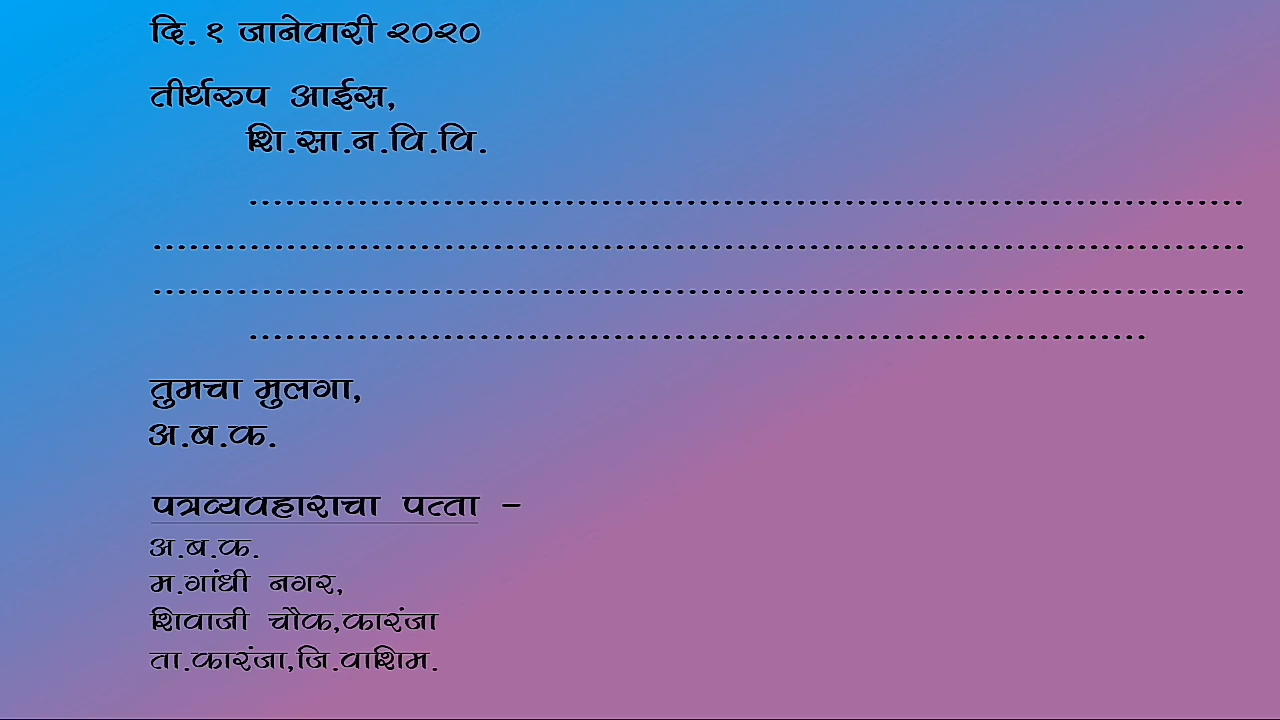 दि. १ जानेवारी २०२०
तीर्थरुप आईस,
शि.सा.न.वि.वि.
..................................................................................
..........................................................................................
..........................................................................................
..........................................................................
तुमचा मुलगा,
अ.ब.क.
पत्रव्यवहाराचा पत्ता -
अ.ब.क.
म.गांधी नगर,
शिवाजी चौक,कारंजा
ता.कारंजा,जि.वाशिम.